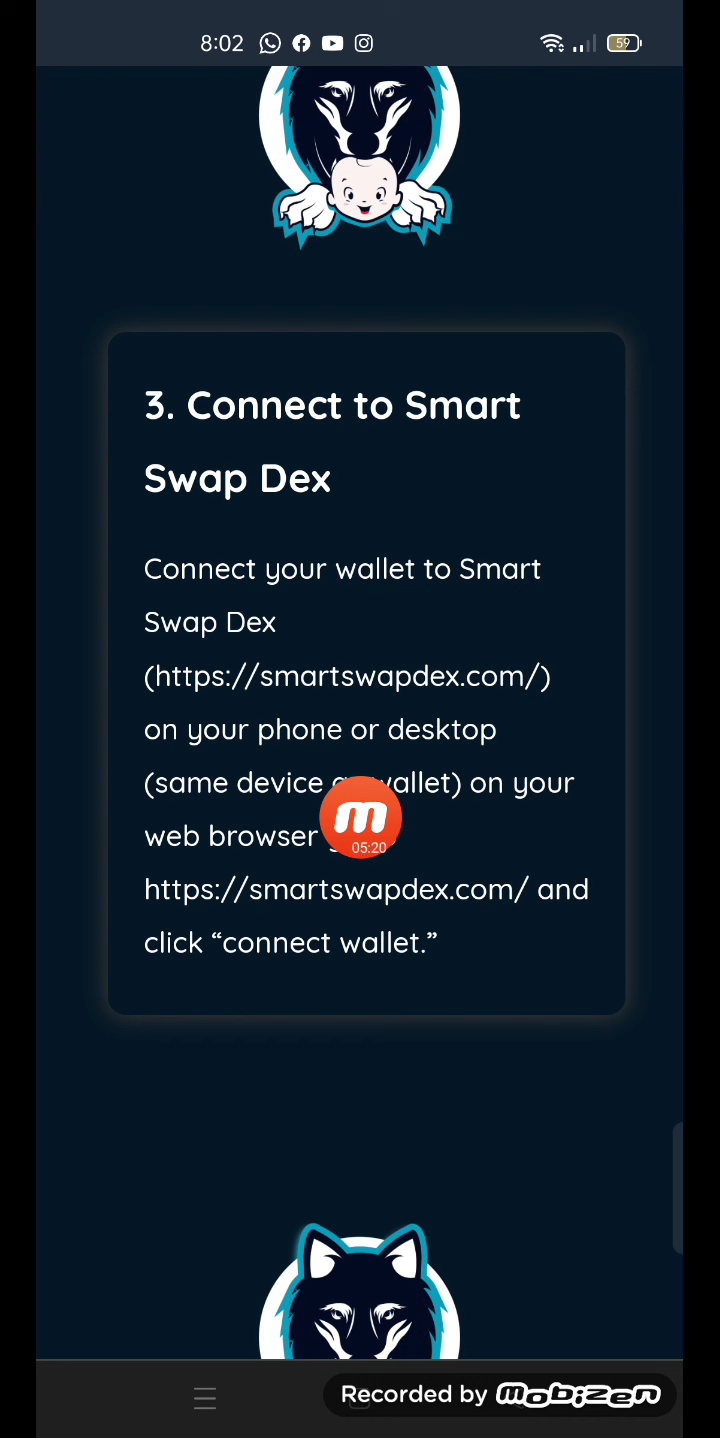 8:02
59
3. Connect to Smart
Swap Dex
Connect your wallet to Smart
Swap Dex
(https://smartswapdex.com/)
on your phone or desktop
(same device wallet) on your
web browser
m
05:20
https://smartswapdex.com/ and
click “connect wallet.”
Recorded by mobizen